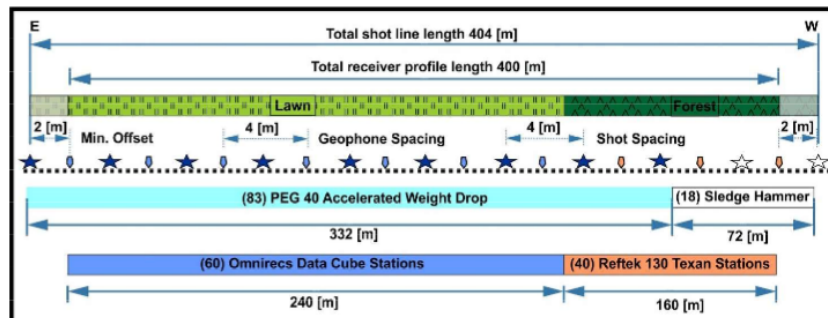 E
W
Total shot line length 404 [m]
Total receiver profile length 400 [m]
Lawn
Forest
2 [m]
Min. Offset
4 [m]
Geophone Spacing
4 [m]
Shot Spacing
2 [m]
(83) PEG 40 Accelerated Weight Drop
(18) Sledge Hammer
332 [m]
72 [m]
(60) Omnirecs Data Cube Stations
(40) Reftek 130 Texan Stations
240 [m]
160 [m]